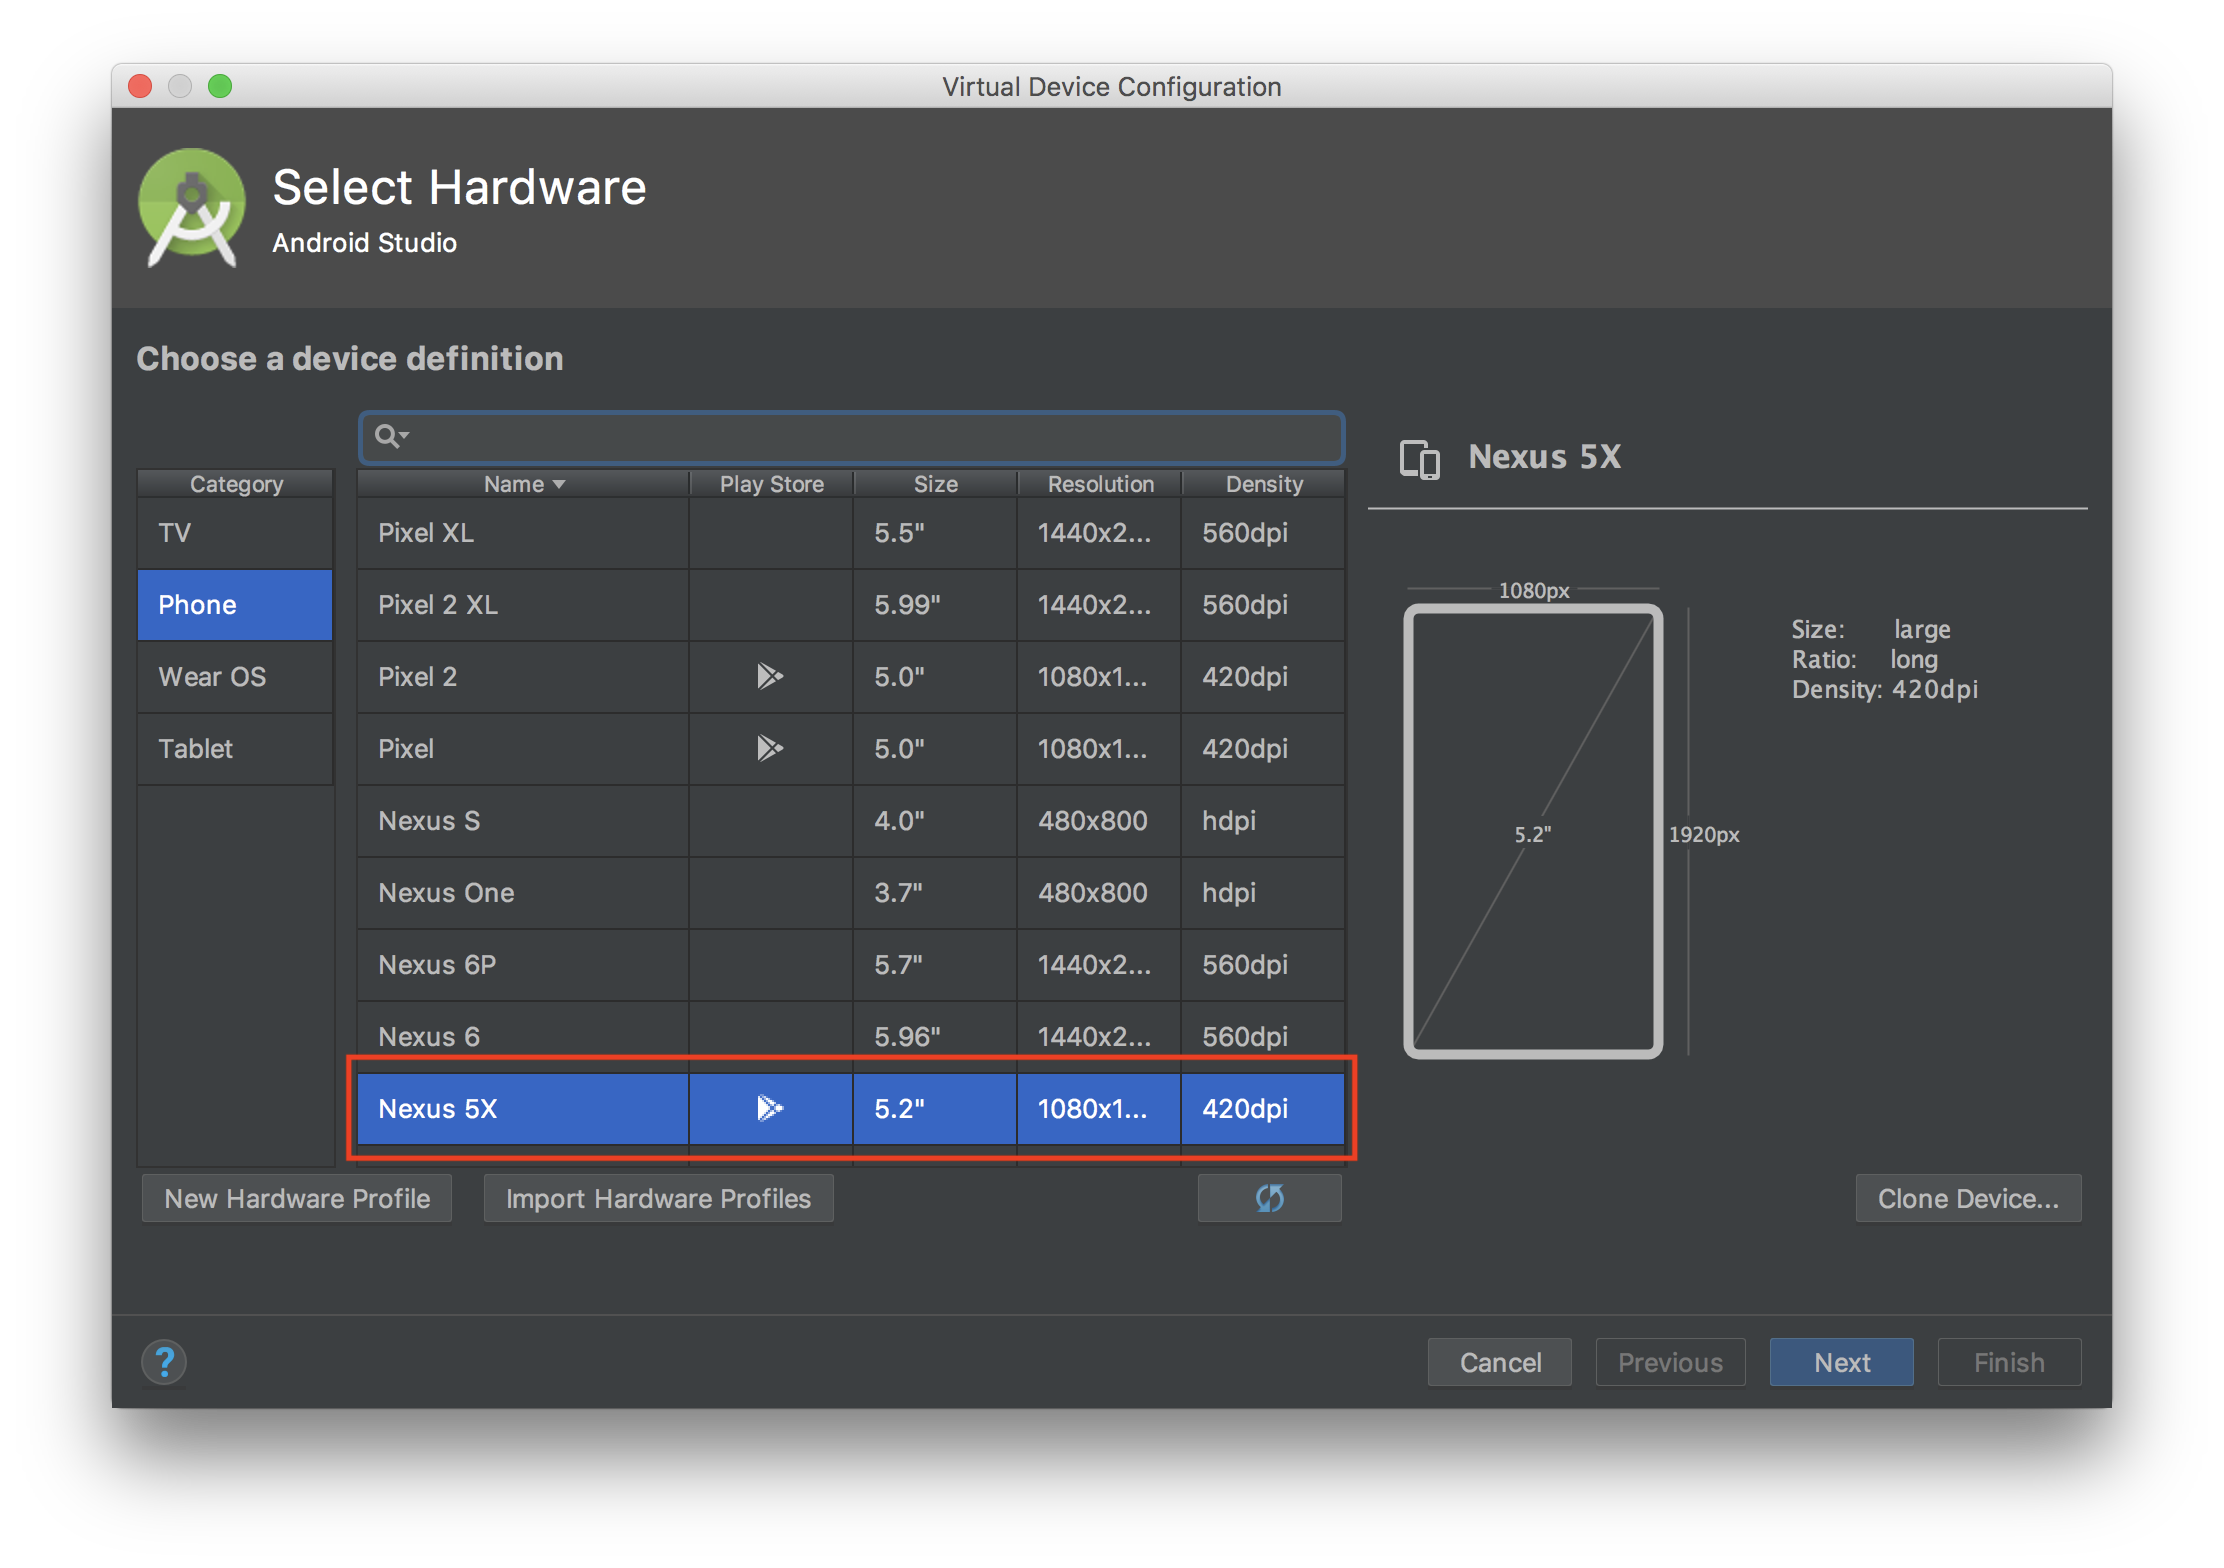 Virtual Device Configuration
Select Hardware
Android Studio
Choose a device definition
Category
TV
Phone
Wear OS
Tablet
Name Play Store Size Resolution Density
Pixel XL 5.5" 1440x2... 560dpi
Pixel 2 XL 5.99" 1440x2... 560dpi
Pixel 2 5.0" 1080x1... 420dpi
Pixel 5.0" 1080x1... 420dpi
Nexus S 4.0" 480x800 hdpi
Nexus One 3.7" 480x800 hdpi
Nexus 6P 5.7" 1440x2... 560dpi
Nexus 6 5.96" 1440x2... 560dpi
Nexus 5X 5.2" 1080x1... 420dpi
Nexus 5X
1080px
5.2"
1920px
Size: large
Ratio: long
Density: 420dpi
New Hardware Profile Import Hardware Profiles Clone Device...
? Cancel Previous Next Finish